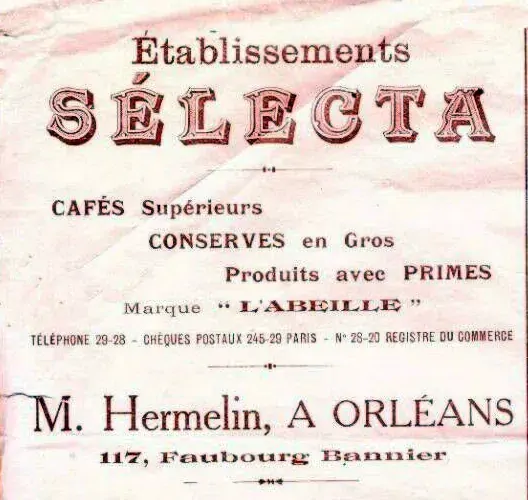 Établissements
SÉLECTA
CAFÉS Supérieurs
CONSERVES en Gros
Produits avec PRIMES
Marque “ L'ABEILLE ”
TÉLÉPHONE 29-28 - CHÈQUES POSTAUX 245-29 PARIS - N° 28-20 REGISTRE DU COMMERCE
M. Hermelin, A ORLÉANS
117, Faubourg Bannier